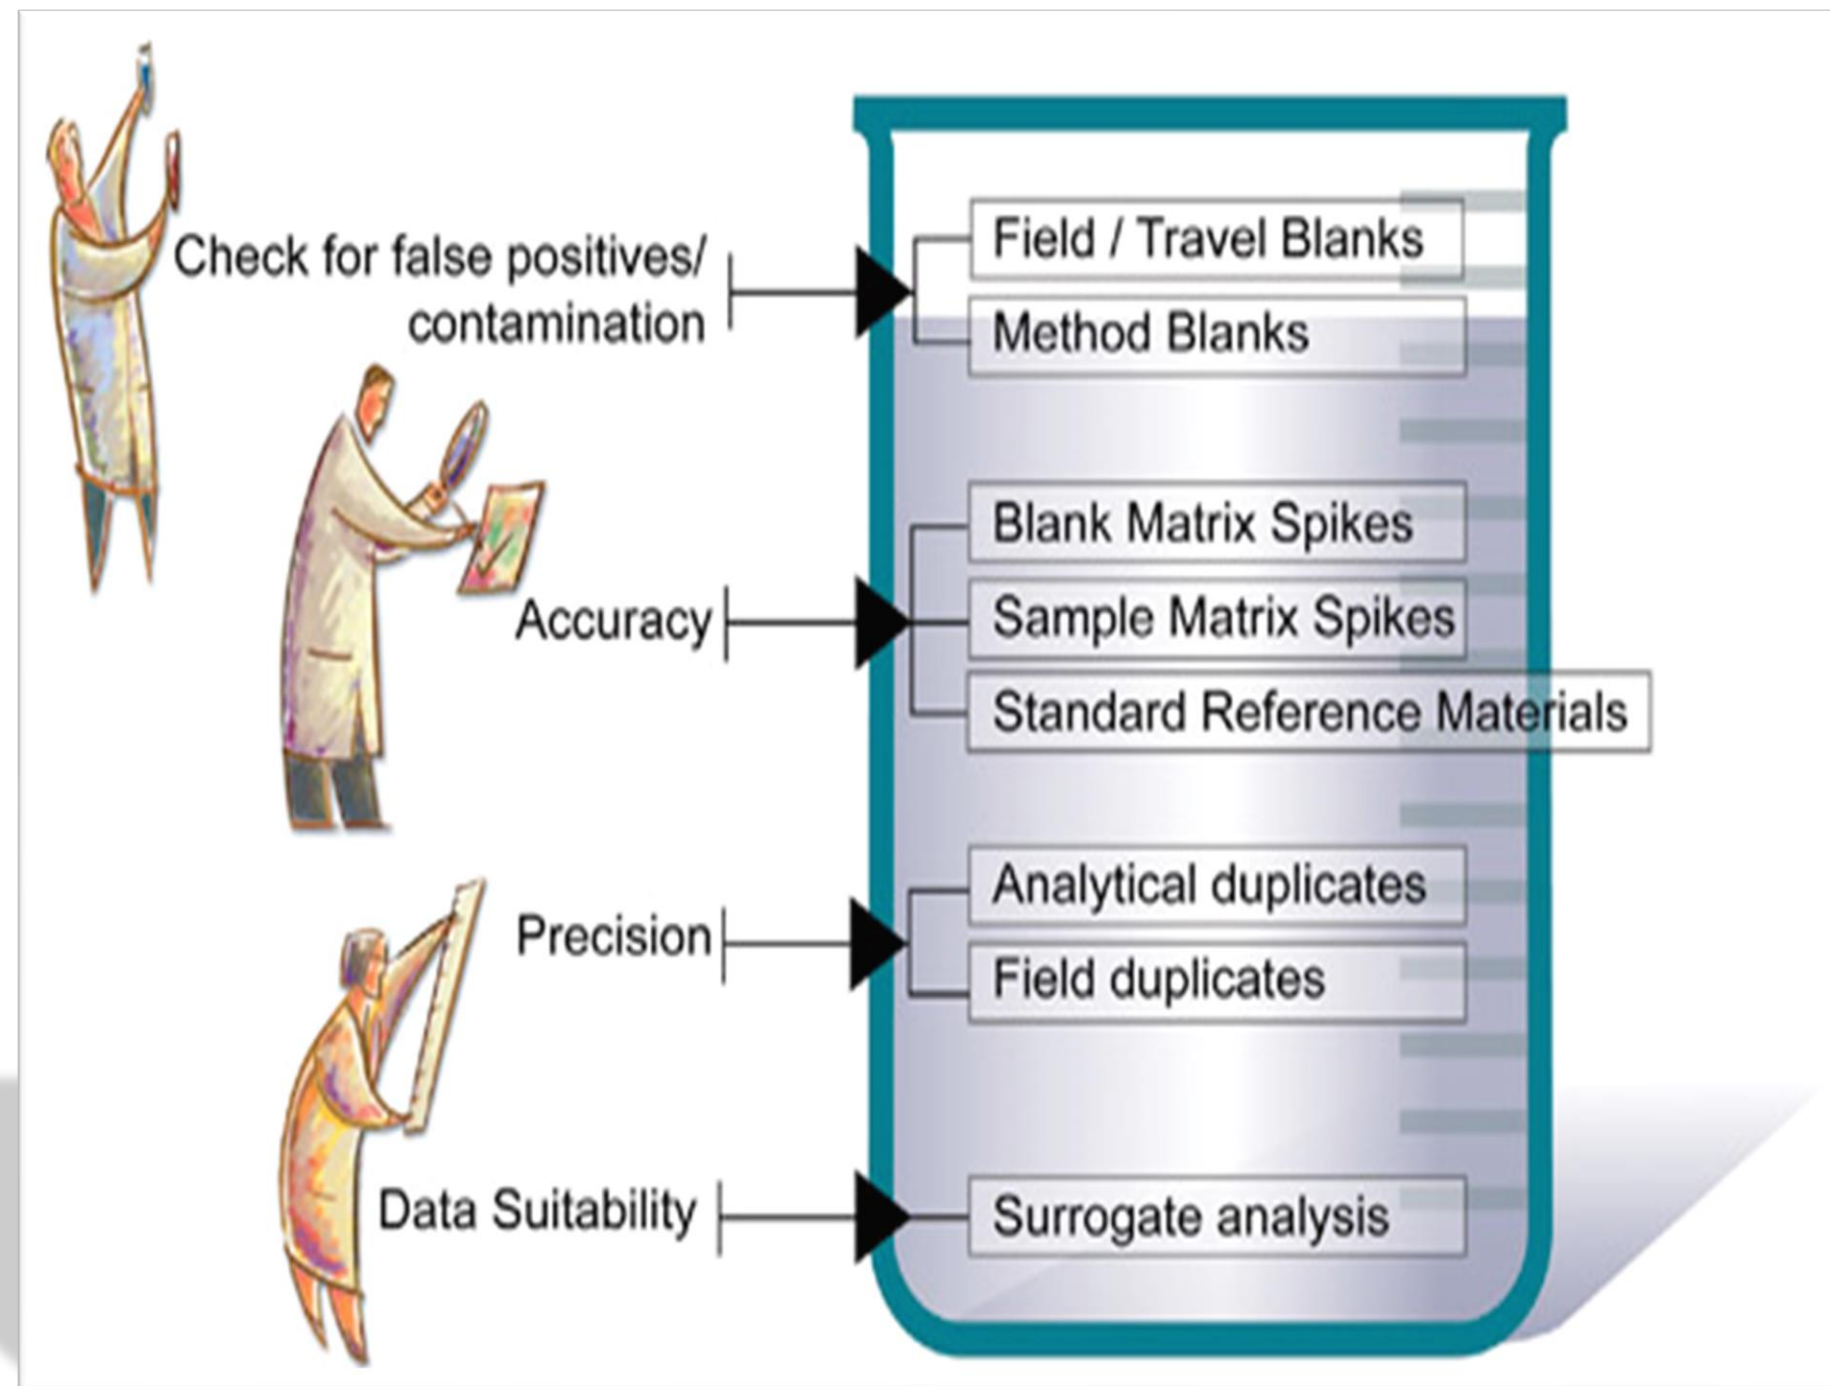 Check for false positives/
contamination
Field / Travel Blanks
Method Blanks
Accuracy
Blank Matrix Spikes
Sample Matrix Spikes
Standard Reference Materials
Precision
Analytical duplicates
Field duplicates
Data Suitability
Surrogate analysis